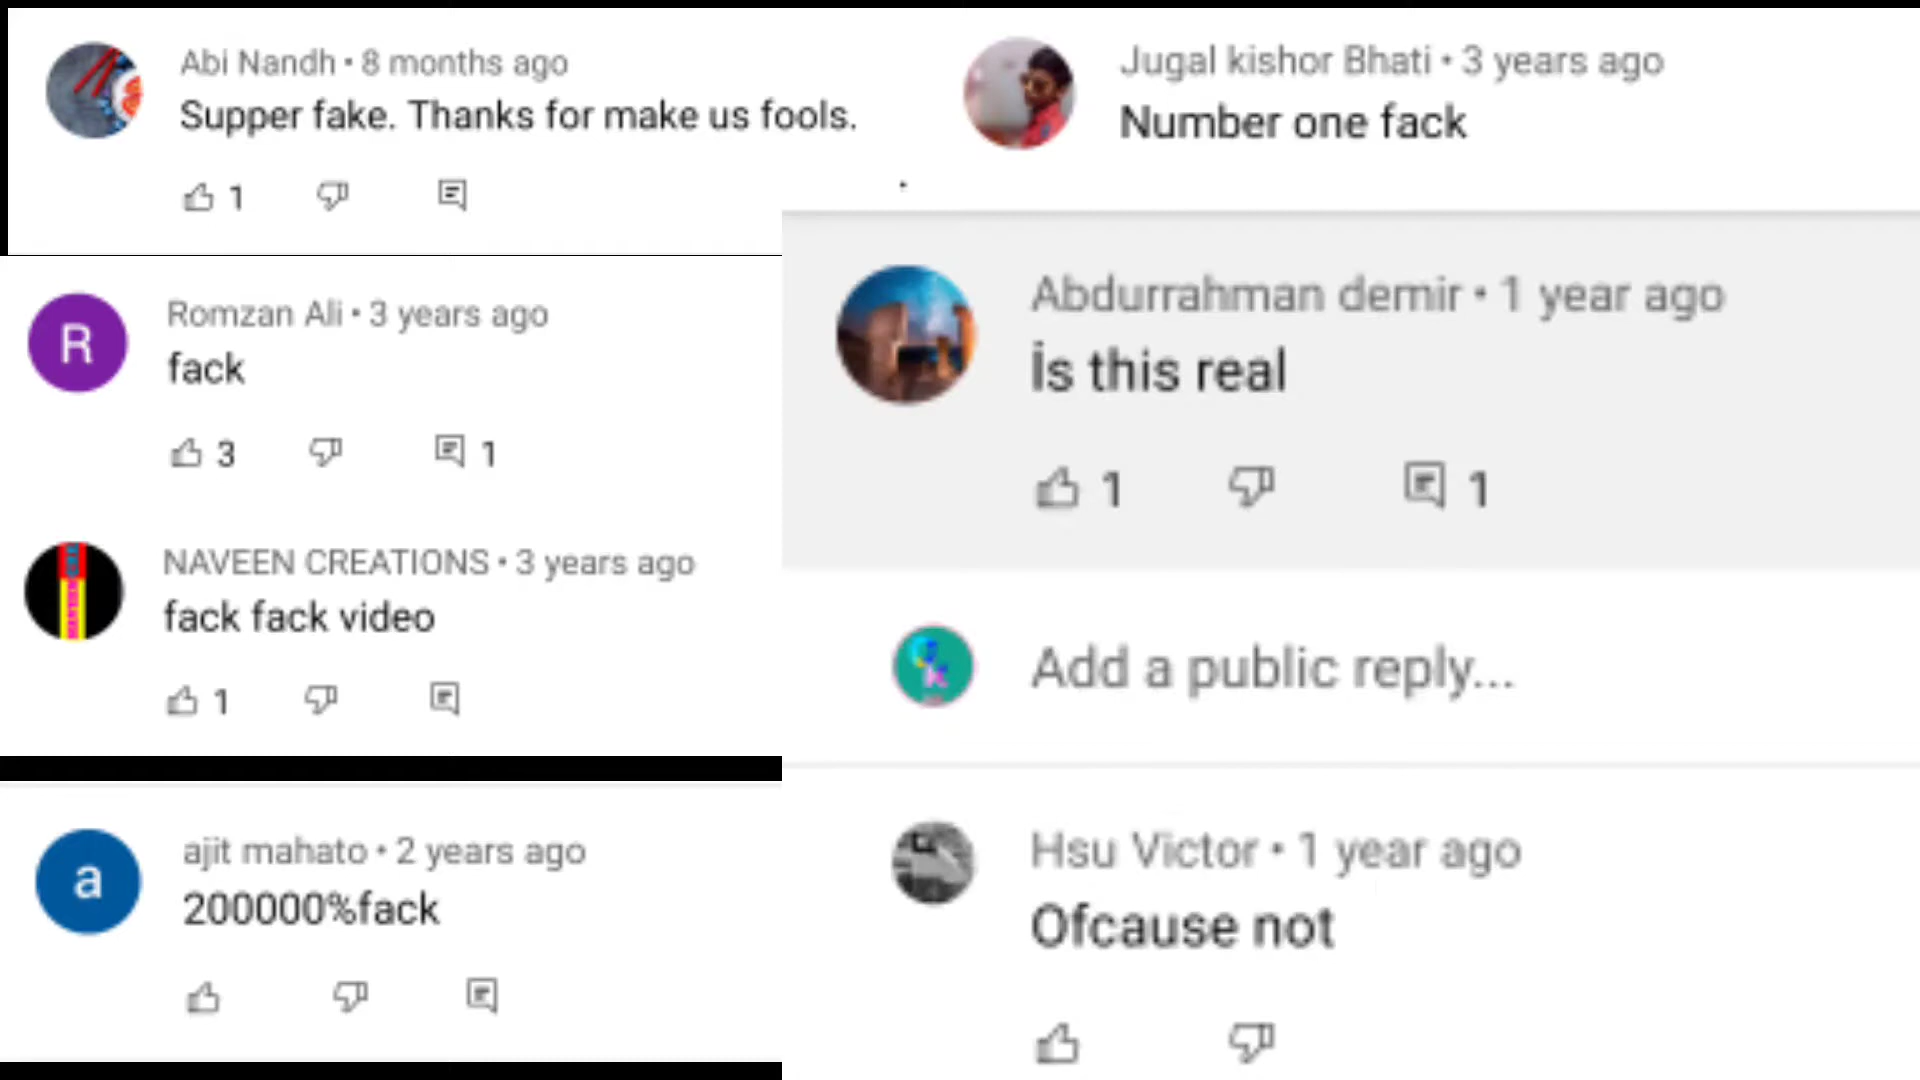 Abi Nandh • 8 months ago
Supper fake. Thanks for make us fools.
1
Romzan Ali • 3 years ago
R
fack
3 1
NAVEEN CREATIONS • 3 years ago
fack fack video
1
ajit mahato • 2 years ago
a
200000%fack
Jugal kishor Bhati • 3 years ago
Number one fack
Abdurrahman demir • 1 year ago
İs this real
1 1
Add a public reply...
Hsu Victor • 1 year ago
Ofcause not